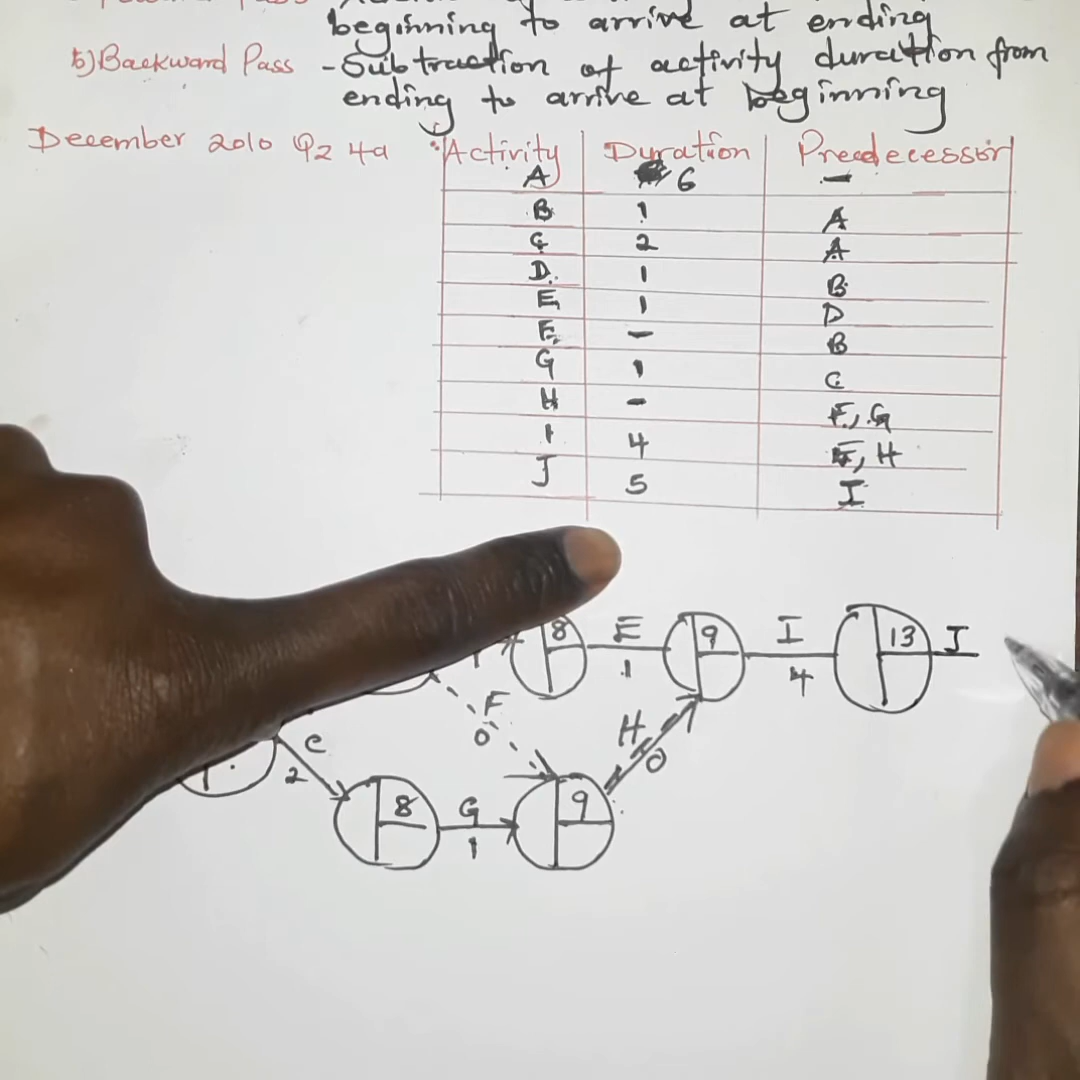 beginning to arrive at ending
5) Backward Pass - Subtraction of activity duration from
ending to arrive at beginning
December 2010 Q2 4a
Activity Duration Predecessor
A 6 -
B 1 A
C 2 A
D 1 B
E 1 D
F - B
G 1 C
H - F, G
I 4 E, H
J 5 I
8 E 1 9 I 4 13 J
1
F 0
H 0
C 2
8 G 1 9